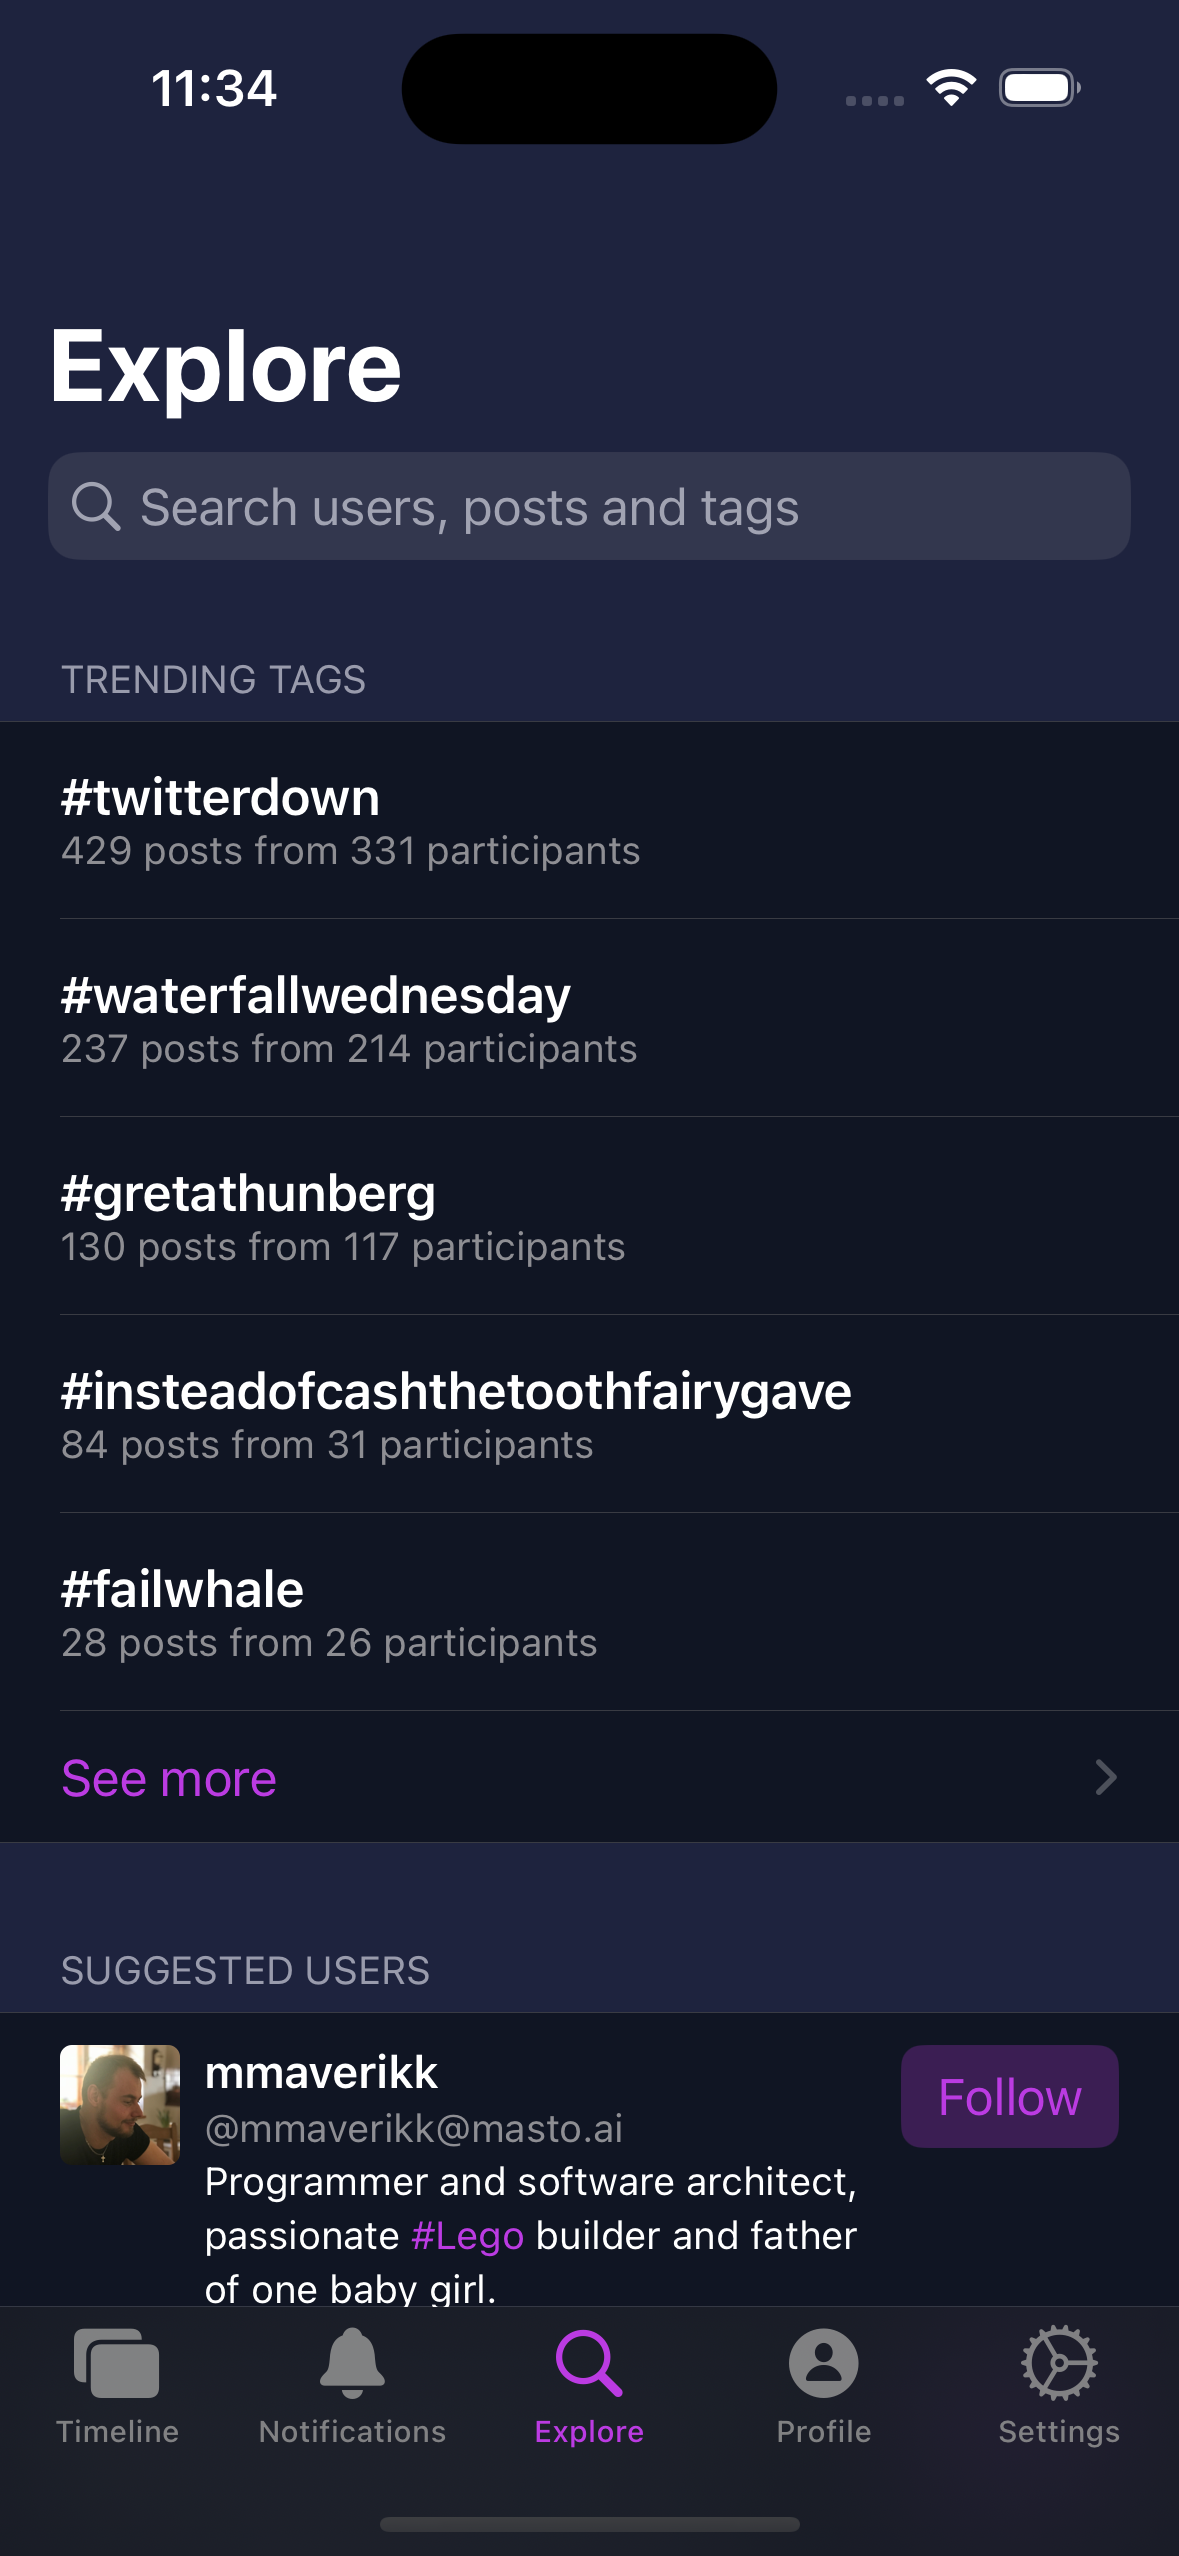 11:34
Explore
Search users, posts and tags
TRENDING TAGS
#twitterdown
429 posts from 331 participants
#waterfallwednesday
237 posts from 214 participants
#gretathunberg
130 posts from 117 participants
#insteadofcashthetoothfairygave
84 posts from 31 participants
#failwhale
28 posts from 26 participants
See more
SUGGESTED USERS
mmaverikk
Follow
@mmaverikk@masto.ai
Programmer and software architect,
passionate #Lego builder and father
of one baby girl.
Timeline
Notifications
Explore
Profile
Settings